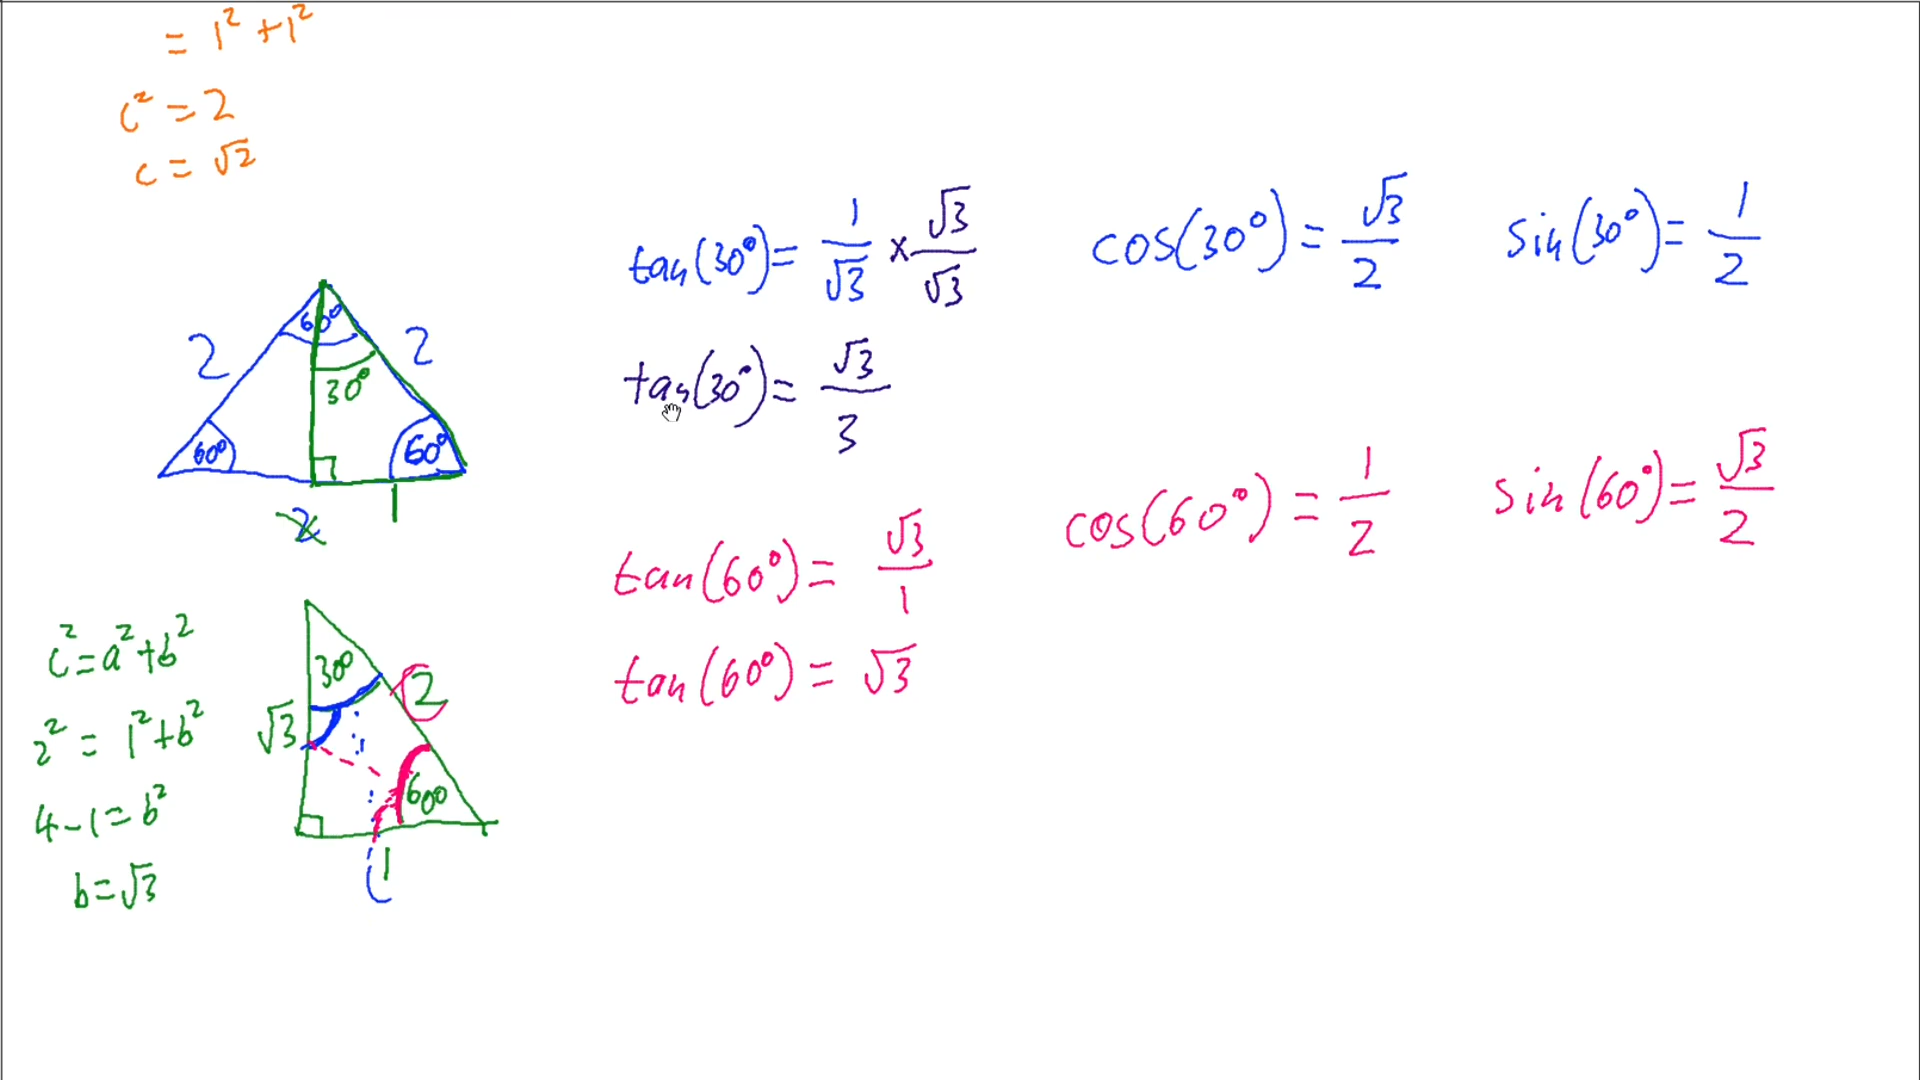 = 1² + 1²
c² = 2
c = √2
tan(30°) = 1/√3 × √3/√3
cos(30°) = √3/2
sin(30°) = 1/2
tan(30°) = √3/3
60°
2
2
30°
60°
60°
1
cos(60°) = 1/2
sin(60°) = √3/2
tan(60°) = √3/1
tan(60°) = √3
c² = a² + b²
2² = 1² + b²
4 - 1 = b²
b = √3
30°
2
√3
60°
1